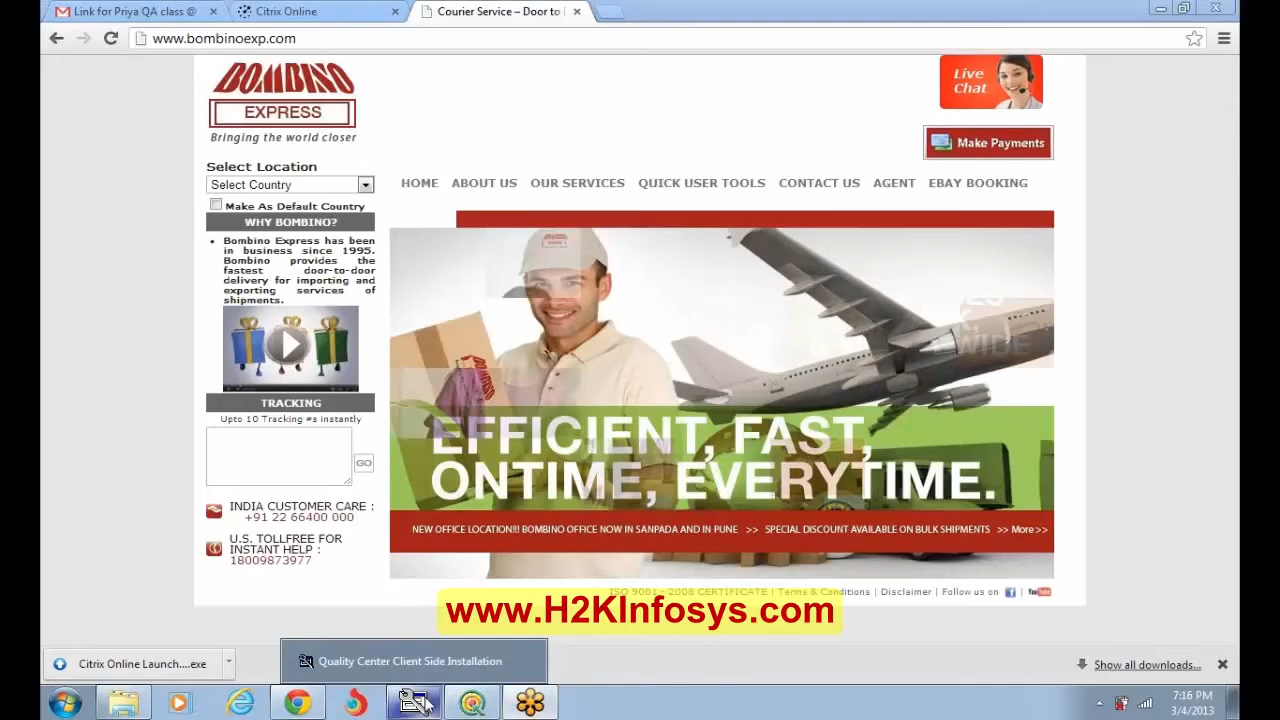 Link for Priya QA class @
Citrix Online
Courier Service – Door to
www.bombinoexp.com
BOMBINO
EXPRESS
Bringing the world closer
Live
Chat
Make Payments
Select Location
Select Country
Make As Default Country
HOME
ABOUT US
OUR SERVICES
QUICK USER TOOLS
CONTACT US
AGENT
EBAY BOOKING
WHY BOMBINO?
Bombino Express has been
in business since 1995.
Bombino provides the
fastest door-to-door
delivery for importing and
exporting services of
shipments.
BOMBINO
EFFICIENT, FAST,
ONTIME, EVERYTIME.
NEW OFFICE LOCATION!!! BOMBINO OFFICE NOW IN SANPADA AND IN PUNE >> SPECIAL DISCOUNT AVAILABLE ON BULK SHIPMENTS >> More >>
TRACKING
Upto 10 Tracking #s instantly
GO
INDIA CUSTOMER CARE :
+91 22 66400 000
U.S. TOLLFREE FOR
INSTANT HELP :
18009873977
ISO 9001 - 2008 CERTIFICATE | Terms & Conditions | Disclaimer | Follow us on
You Tube
www.H2KInfosys.com
Citrix Online Launch....exe
Quality Center Client Side Installation
Show all downloads...
7:16 PM
3/4/2013